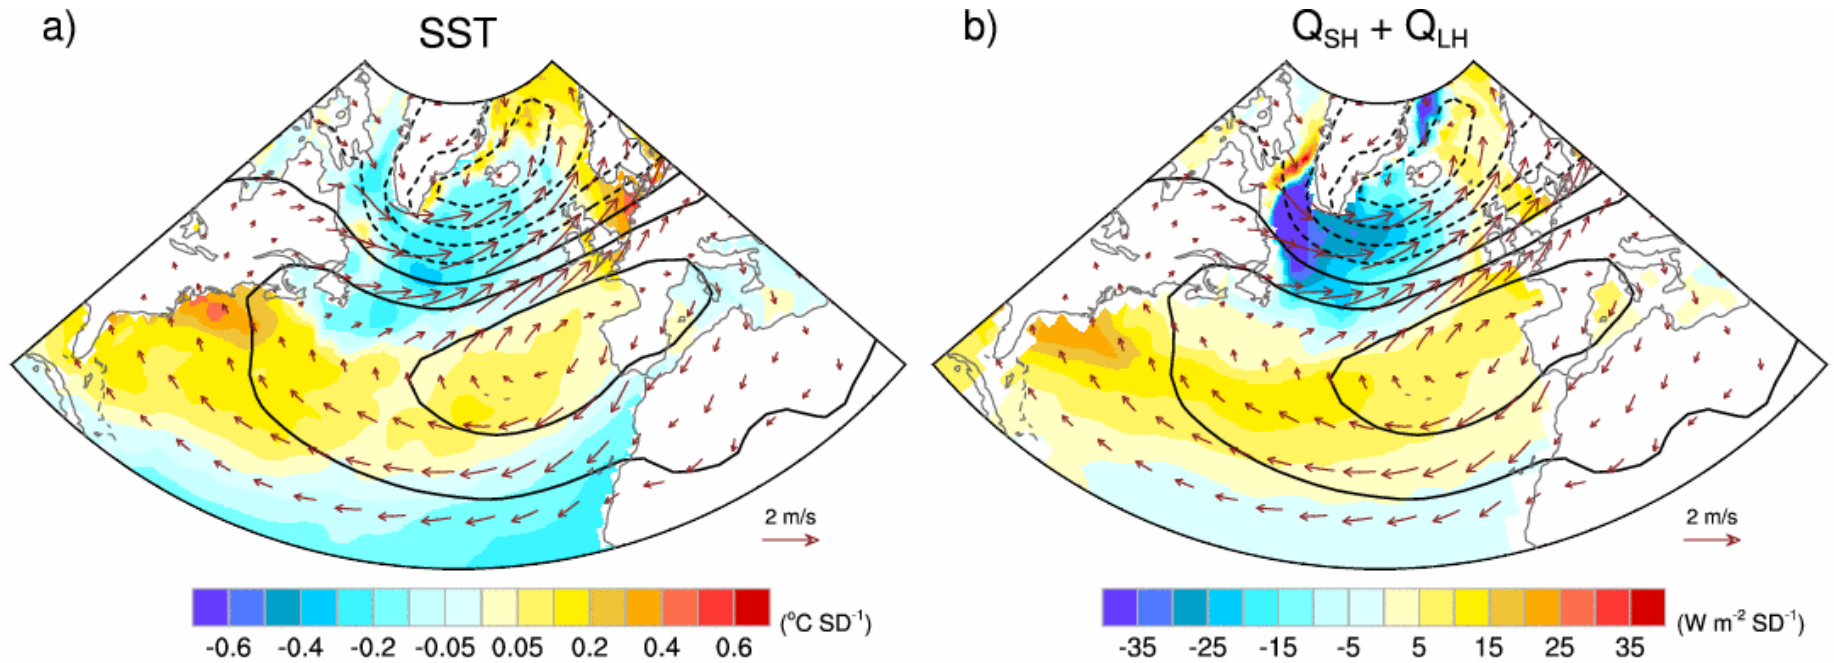 a) SST
b) Q_SH + Q_LH
2 m/s
2 m/s
-0.6 -0.4 -0.2 -0.05 0.05 0.2 0.4 0.6 (°C SD⁻¹)
-35 -25 -15 -5 5 15 25 35 (W m⁻² SD⁻¹)